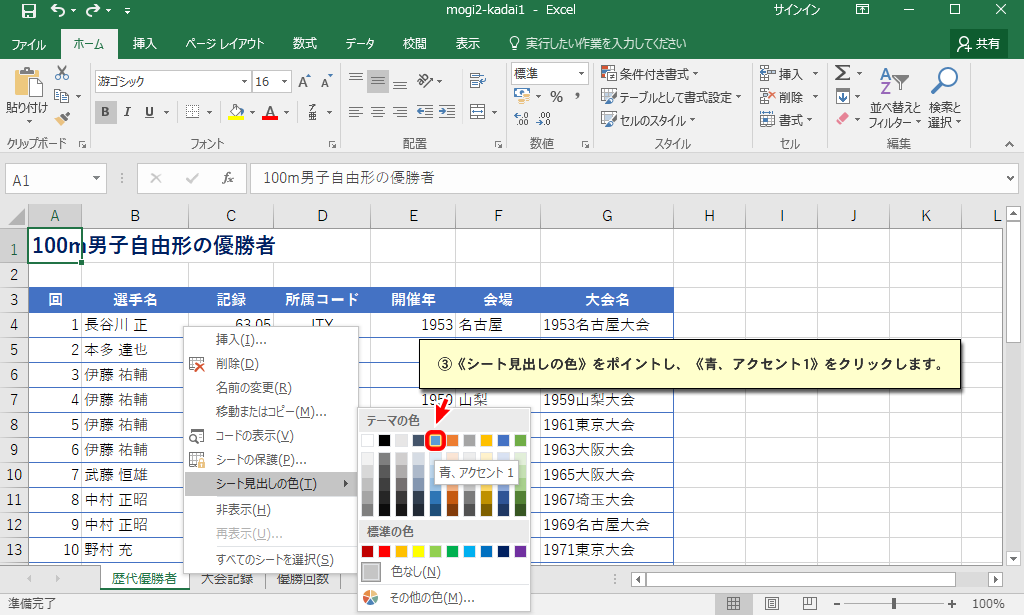 mogi2-kadai1 - Excel
サインイン
ファイル ホーム 挿入 ページ レイアウト 数式 データ 校閲 表示 実行したい作業を入力してください 共有
貼り付け
クリップボード
游ゴシック 16 A A
B I U A
フォント
配置
標準
% ,
数値
条件付き書式
テーブルとして書式設定
セルのスタイル
スタイル
挿入
削除
書式
セル
並べ替えと
フィルター
検索と
選択
編集
A1 fx 100m男子自由形の優勝者
A B C D E F G H I J K L
1 100m男子自由形の優勝者
2
3 回 選手名 記録 所属コード 開催年 会場 大会名
4 1 長谷川 正 63.05 JTY 1953 名古屋 1953名古屋大会
5 2 本多 達也
③《シート見出しの色》をポイントし、《青、アクセント1》をクリックします。
6 3 伊藤 祐輔
7 4 伊藤 祐輔 1959 山梨 1959山梨大会
8 5 伊藤 祐輔 1961東京大会
9 6 伊藤 祐輔 1963大阪大会
10 7 武藤 恒雄 1965大阪大会
11 8 中村 正昭 1967埼玉大会
12 9 中村 正昭 1969名古屋大会
13 10 野村 充 1971東京大会
挿入(I)...
削除(D)
名前の変更(R)
移動またはコピー(M)...
コードの表示(V)
シートの保護(P)...
シート見出しの色(T)
非表示(H)
再表示(U)...
すべてのシートを選択(S)
テーマの色
青、アクセント 1
標準の色
色なし(N)
その他の色(M)...
歴代優勝者 大会記録 優勝回数
準備完了 100%